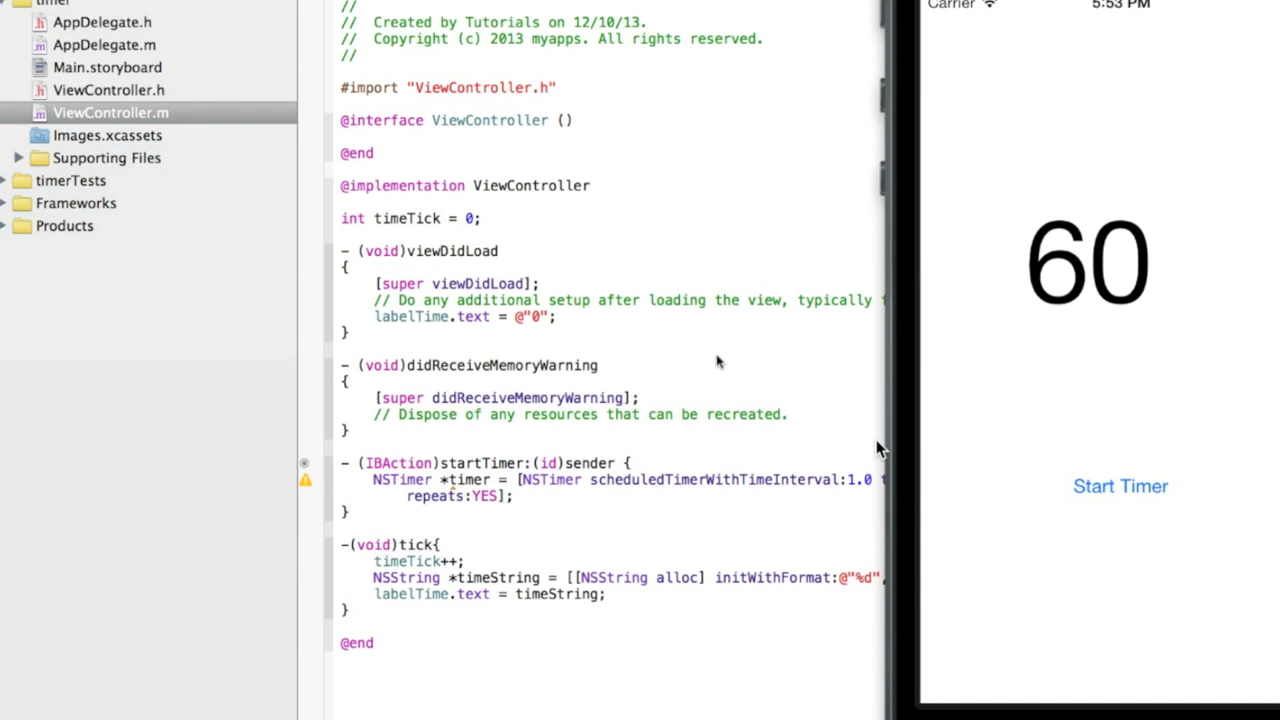 timer
AppDelegate.h
AppDelegate.m
Main.storyboard
ViewController.h
ViewController.m
Images.xcassets
Supporting Files
timerTests
Frameworks
Products
//
//  Created by Tutorials on 12/10/13.
//  Copyright (c) 2013 myapps. All rights reserved.
//
#import "ViewController.h"
@interface ViewController ()
@end
@implementation ViewController
int timeTick = 0;
- (void)viewDidLoad
{
[super viewDidLoad];
// Do any additional setup after loading the view, typically
labelTime.text = @"0";
}
- (void)didReceiveMemoryWarning
{
[super didReceiveMemoryWarning];
// Dispose of any resources that can be recreated.
}
- (IBAction)startTimer:(id)sender {
NSTimer *timer = [NSTimer scheduledTimerWithTimeInterval:1.0
repeats:YES];
}
-(void)tick{
timeTick++;
NSString *timeString = [[NSString alloc] initWithFormat:@"%d",
labelTime.text = timeString;
}
@end
Carrier 5:53 PM
60
Start Timer